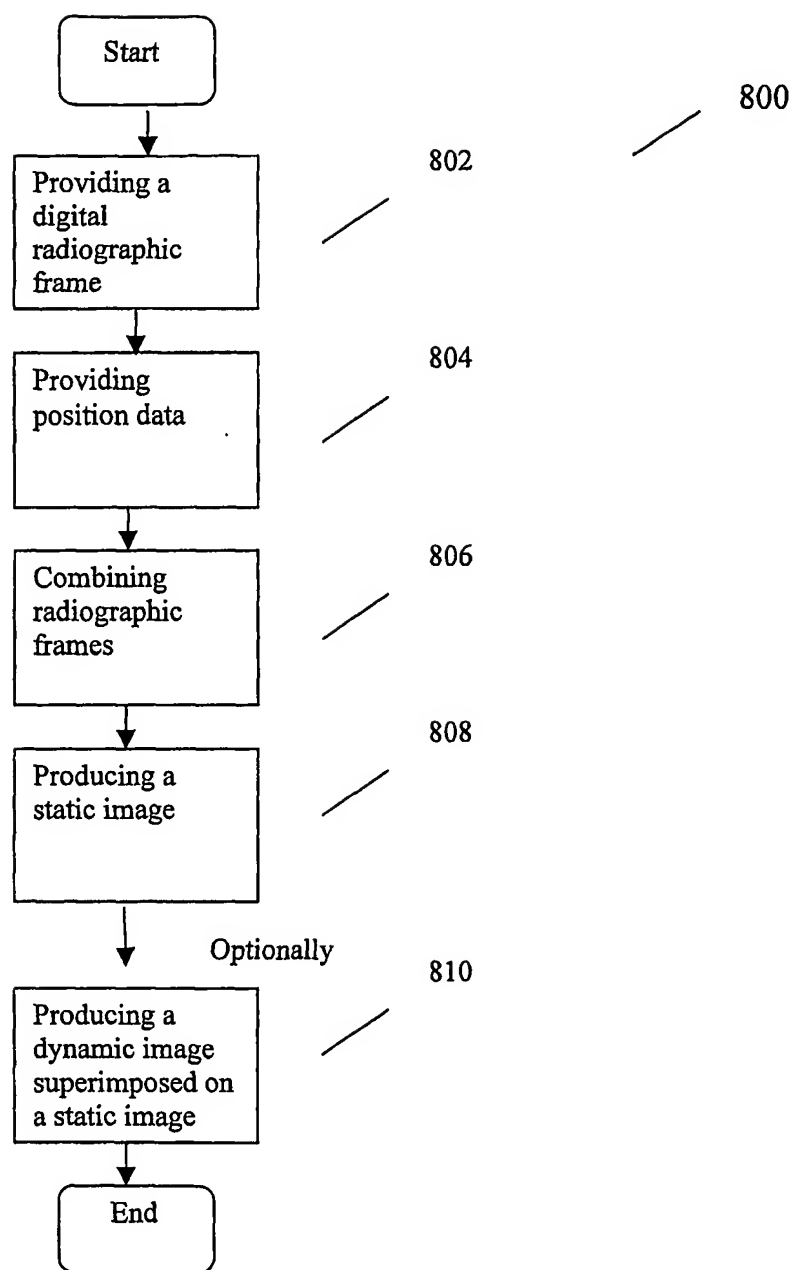 Start
800
802
Providing a
digital
radiographic
frame
804
Providing
position data
806
Combining
radiographic
frames
808
Producing a
static image
Optionally
810
Producing a
dynamic image
superimposed on
a static image
End